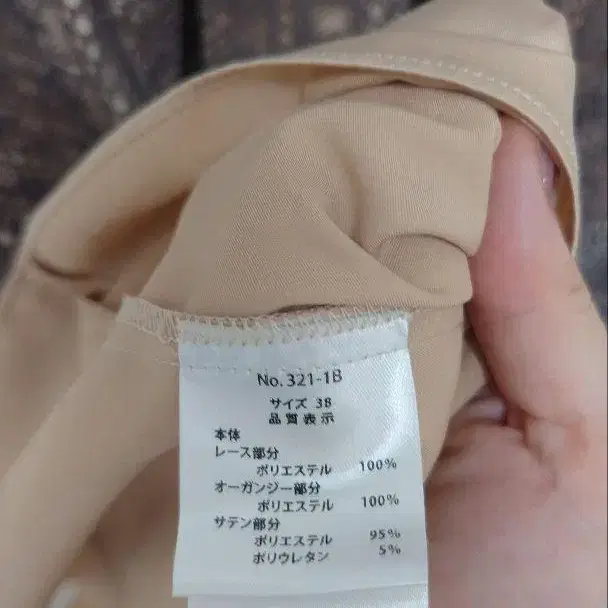 No. 321-1B
サイズ 38
品質表示
本体
レース部分
ポリエステル 100%
オーガンジー部分
ポリエステル 100%
サテン部分
ポリエステル 95%
ポリウレタン 5%